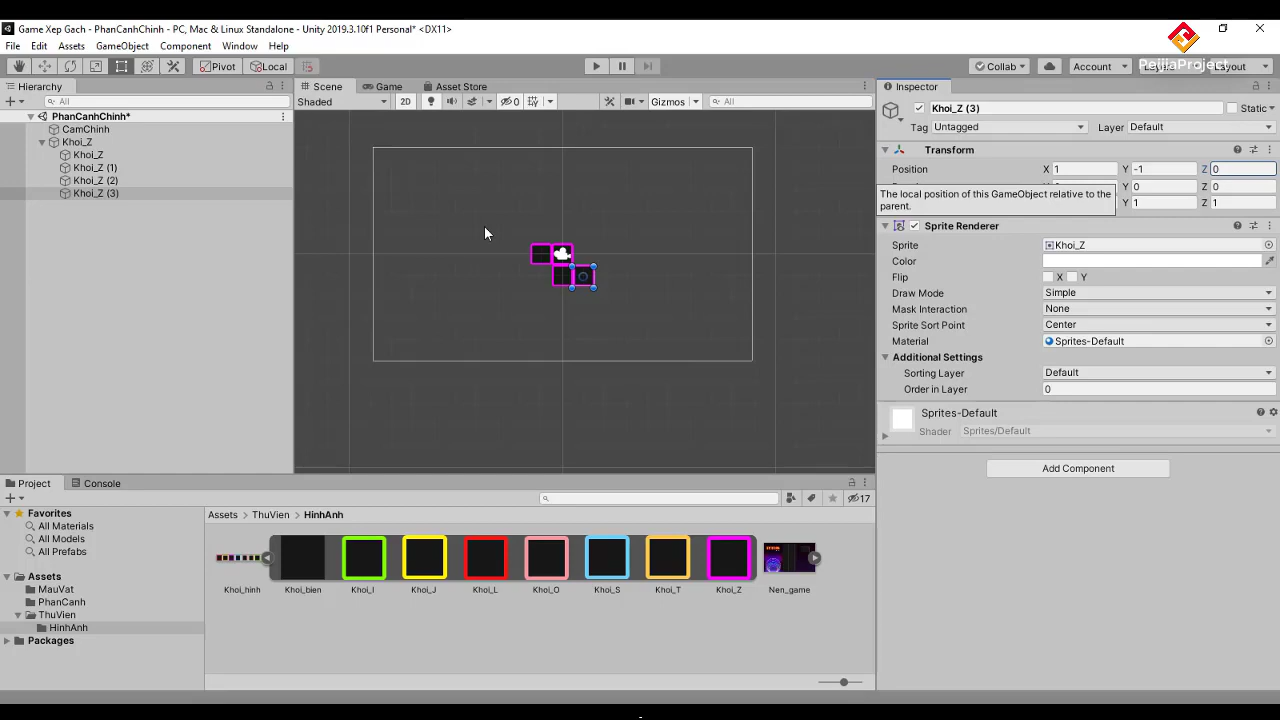 Game Xep Gach - PhanCanhChinh - PC, Mac & Linux Standalone - Unity 2019.3.10f1 Personal* <DX11>
File Edit Assets GameObject Component Window Help
PeijiaProject
Pivot Local Collab Account Layout
Hierarchy Scene Game Asset Store Inspector
All Shaded 2D 0 Gizmos All
Khoi_Z (3) Static
PhanCanhChinh*
Tag Untagged Layer Default
CamChinh
Khoi_Z
Transform
Khoi_Z
Khoi_Z (1)
Position X 1 Y -1 Z 0
Khoi_Z (2)
Y 0 Z 0
Khoi_Z (3)
The local position of this GameObject relative to the
parent.
Y 1 Z 1
Sprite Renderer
Sprite Khoi_Z
Color
Flip X Y
Draw Mode Simple
Mask Interaction None
Sprite Sort Point Center
Material Sprites-Default
Additional Settings
Sorting Layer Default
Order in Layer 0
Sprites-Default
Shader Sprites/Default
Add Component
Project Console
17
Favorites
All Materials
All Models
All Prefabs
Assets
MauVat
PhanCanh
ThuVien
HinhAnh
Packages
Assets ThuVien HinhAnh
Khoi_hinh Khoi_bien Khoi_I Khoi_J Khoi_L Khoi_O Khoi_S Khoi_T Khoi_Z Nen_game